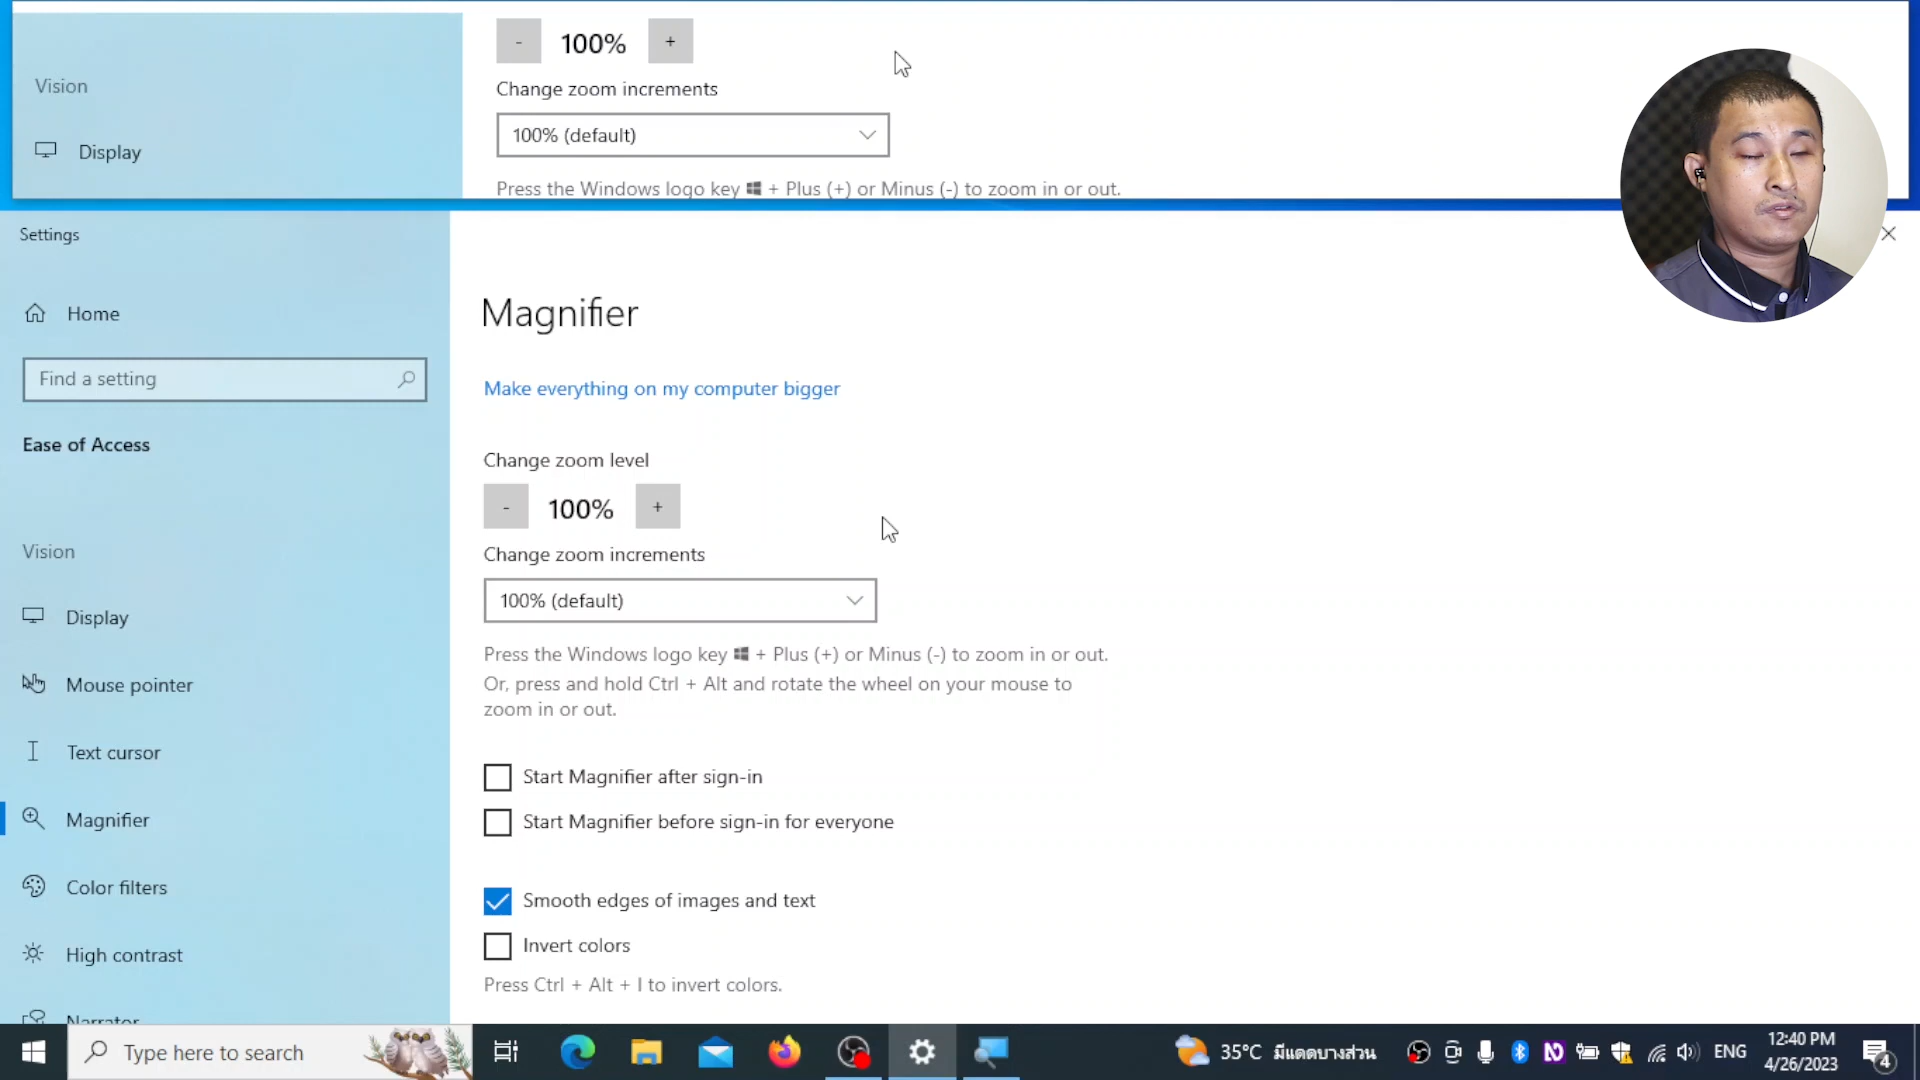 - 100% +
Change zoom increments
100% (default)
Press the Windows logo key + Plus (+) or Minus (-) to zoom in or out.
Vision
Display
Settings
Home
Find a setting
Ease of Access
Vision
Display
Mouse pointer
Text cursor
Magnifier
Color filters
High contrast
Narrator
Magnifier
Make everything on my computer bigger
Change zoom level
- 100% +
Change zoom increments
100% (default)
Press the Windows logo key + Plus (+) or Minus (-) to zoom in or out.
Or, press and hold Ctrl + Alt and rotate the wheel on your mouse to
zoom in or out.
Start Magnifier after sign-in
Start Magnifier before sign-in for everyone
Smooth edges of images and text
Invert colors
Press Ctrl + Alt + I to invert colors.
Type here to search
35°C มีแดดบางส่วน
ENG
12:40 PM
4/26/2023
4